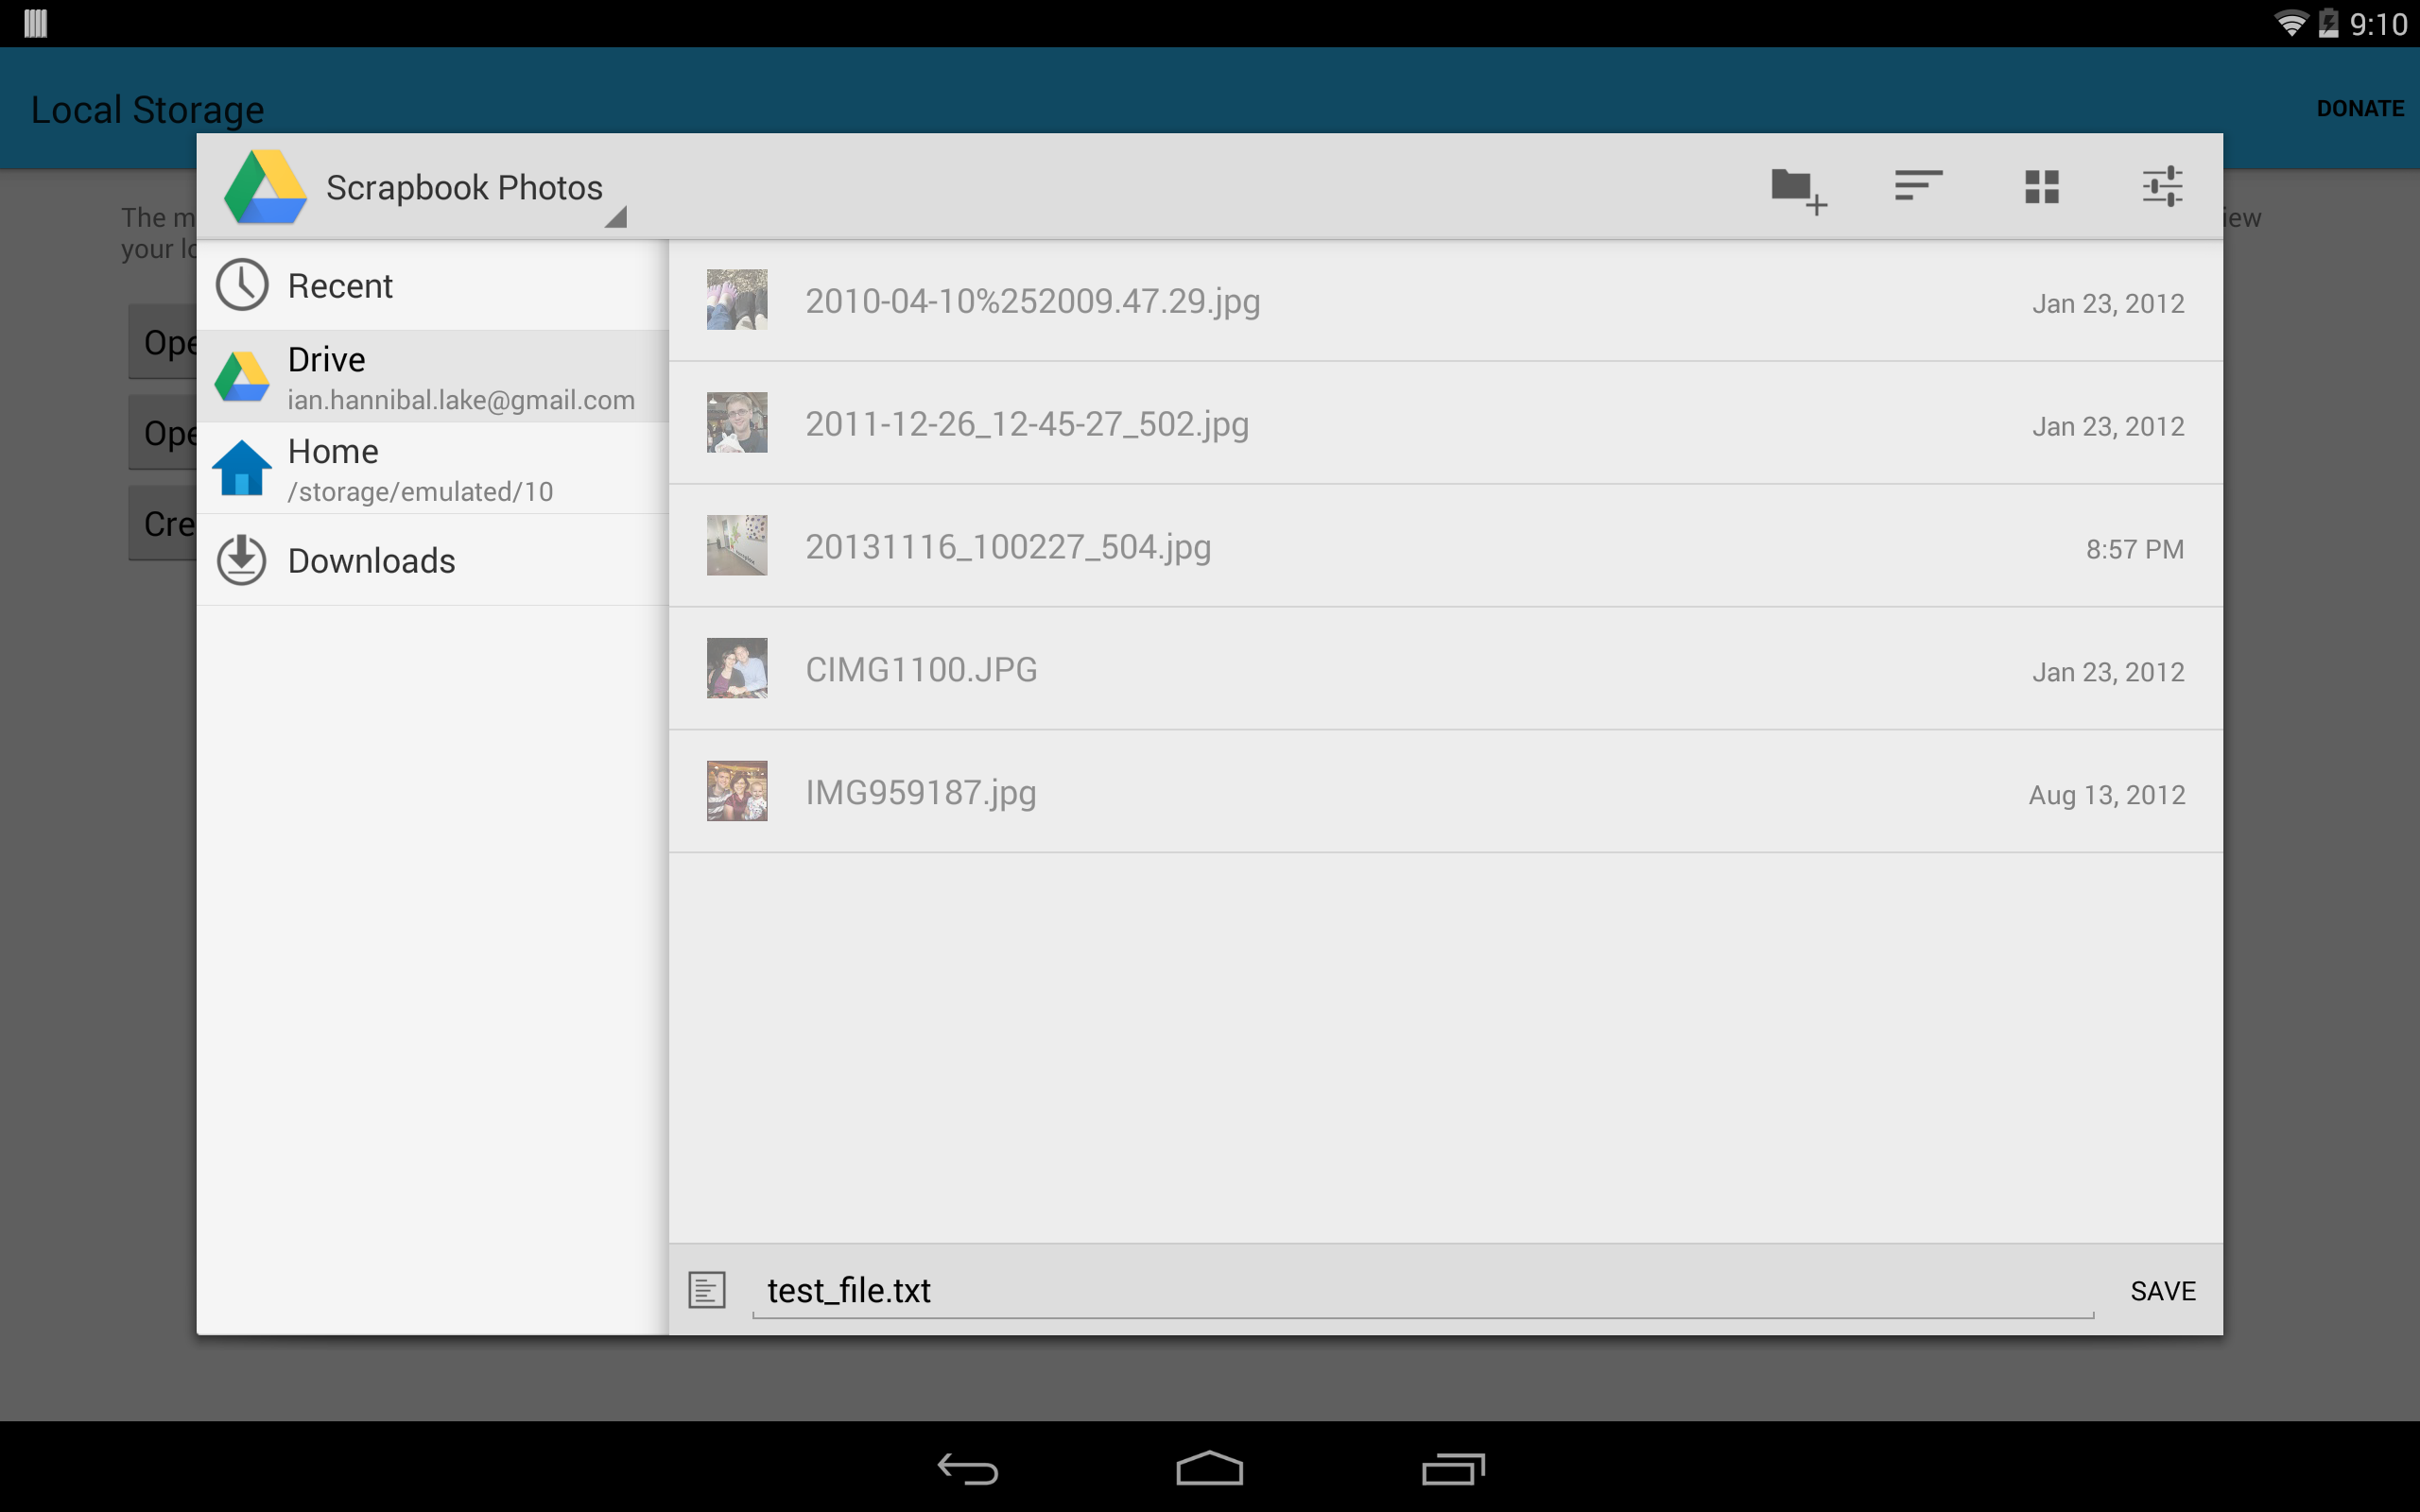 9:10
Local Storage
DONATE
Scrapbook Photos
The m
iew
your lo
Recent
Ope
Drive
ian.hannibal.lake@gmail.com
Ope
Home
/storage/emulated/10
Cre
Downloads
2010-04-10%252009.47.29.jpg
Jan 23, 2012
2011-12-26_12-45-27_502.jpg
Jan 23, 2012
20131116_100227_504.jpg
8:57 PM
CIMG1100.JPG
Jan 23, 2012
IMG959187.jpg
Aug 13, 2012
test_file.txt
SAVE